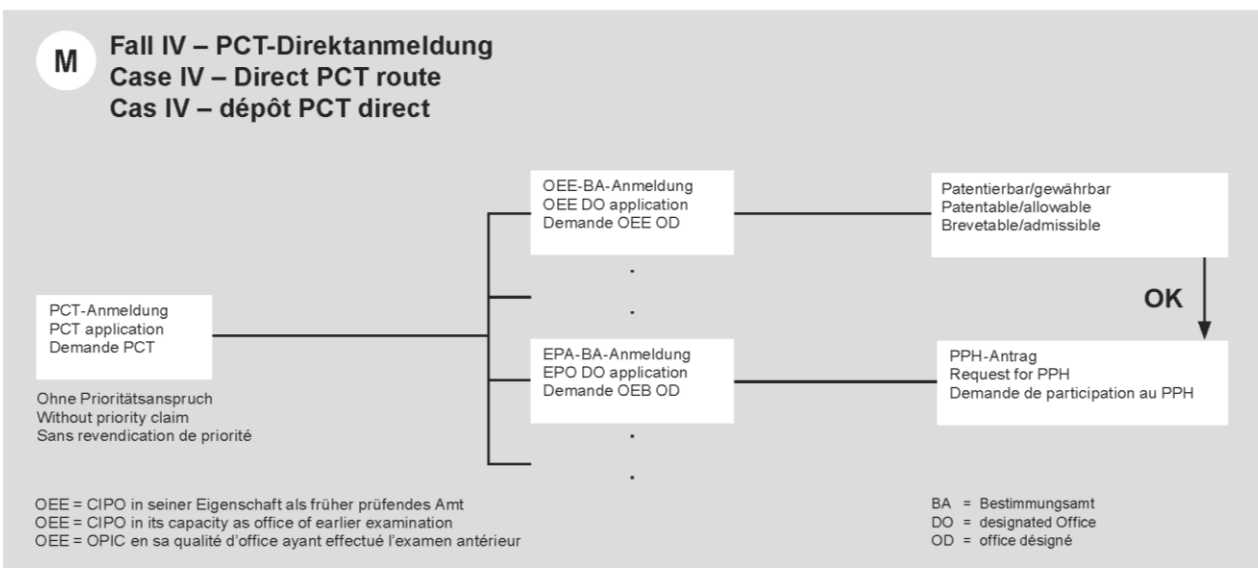 M
Fall IV – PCT-Direktanmeldung
Case IV – Direct PCT route
Cas IV – dépôt PCT direct
OEE-BA-Anmeldung
OEE DO application
Demande OEE OD
Patentierbar/gewährbar
Patentable/allowable
Brevetable/admissible
OK
PCT-Anmeldung
PCT application
Demande PCT
EPA-BA-Anmeldung
EPO DO application
Demande OEB OD
PPH-Antrag
Request for PPH
Demande de participation au PPH
Ohne Prioritätsanspruch
Without priority claim
Sans revendication de priorité
OEE = CIPO in seiner Eigenschaft als früher prüfendes Amt
OEE = CIPO in its capacity as office of earlier examination
OEE = OPIC en sa qualité d'office ayant effectué l'examen antérieur
BA = Bestimmungsamt
DO = designated Office
OD = office désigné